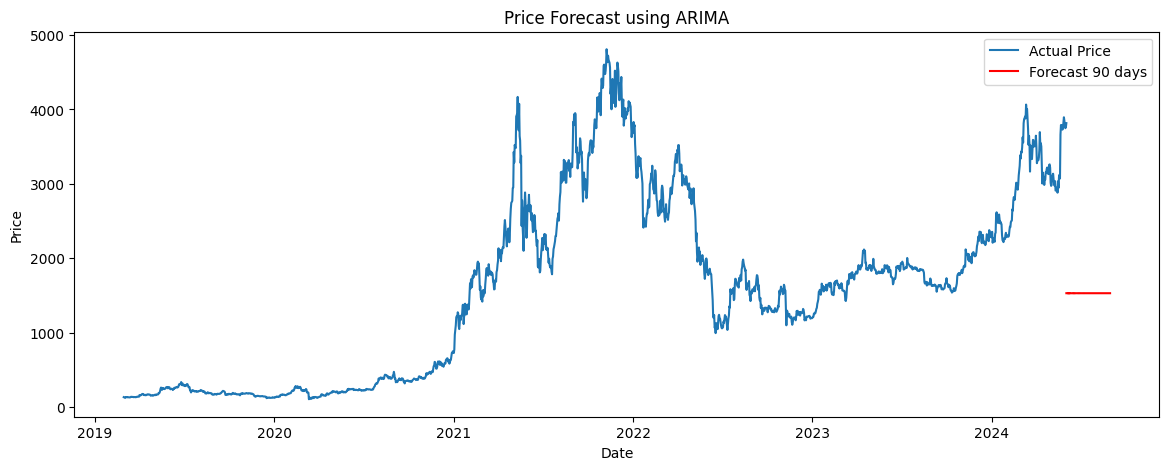 Price Forecast using ARIMA
Actual Price
Forecast 90 days
Price
5000
4000
3000
2000
1000
0
2019 2020 2021 2022 2023 2024
Date